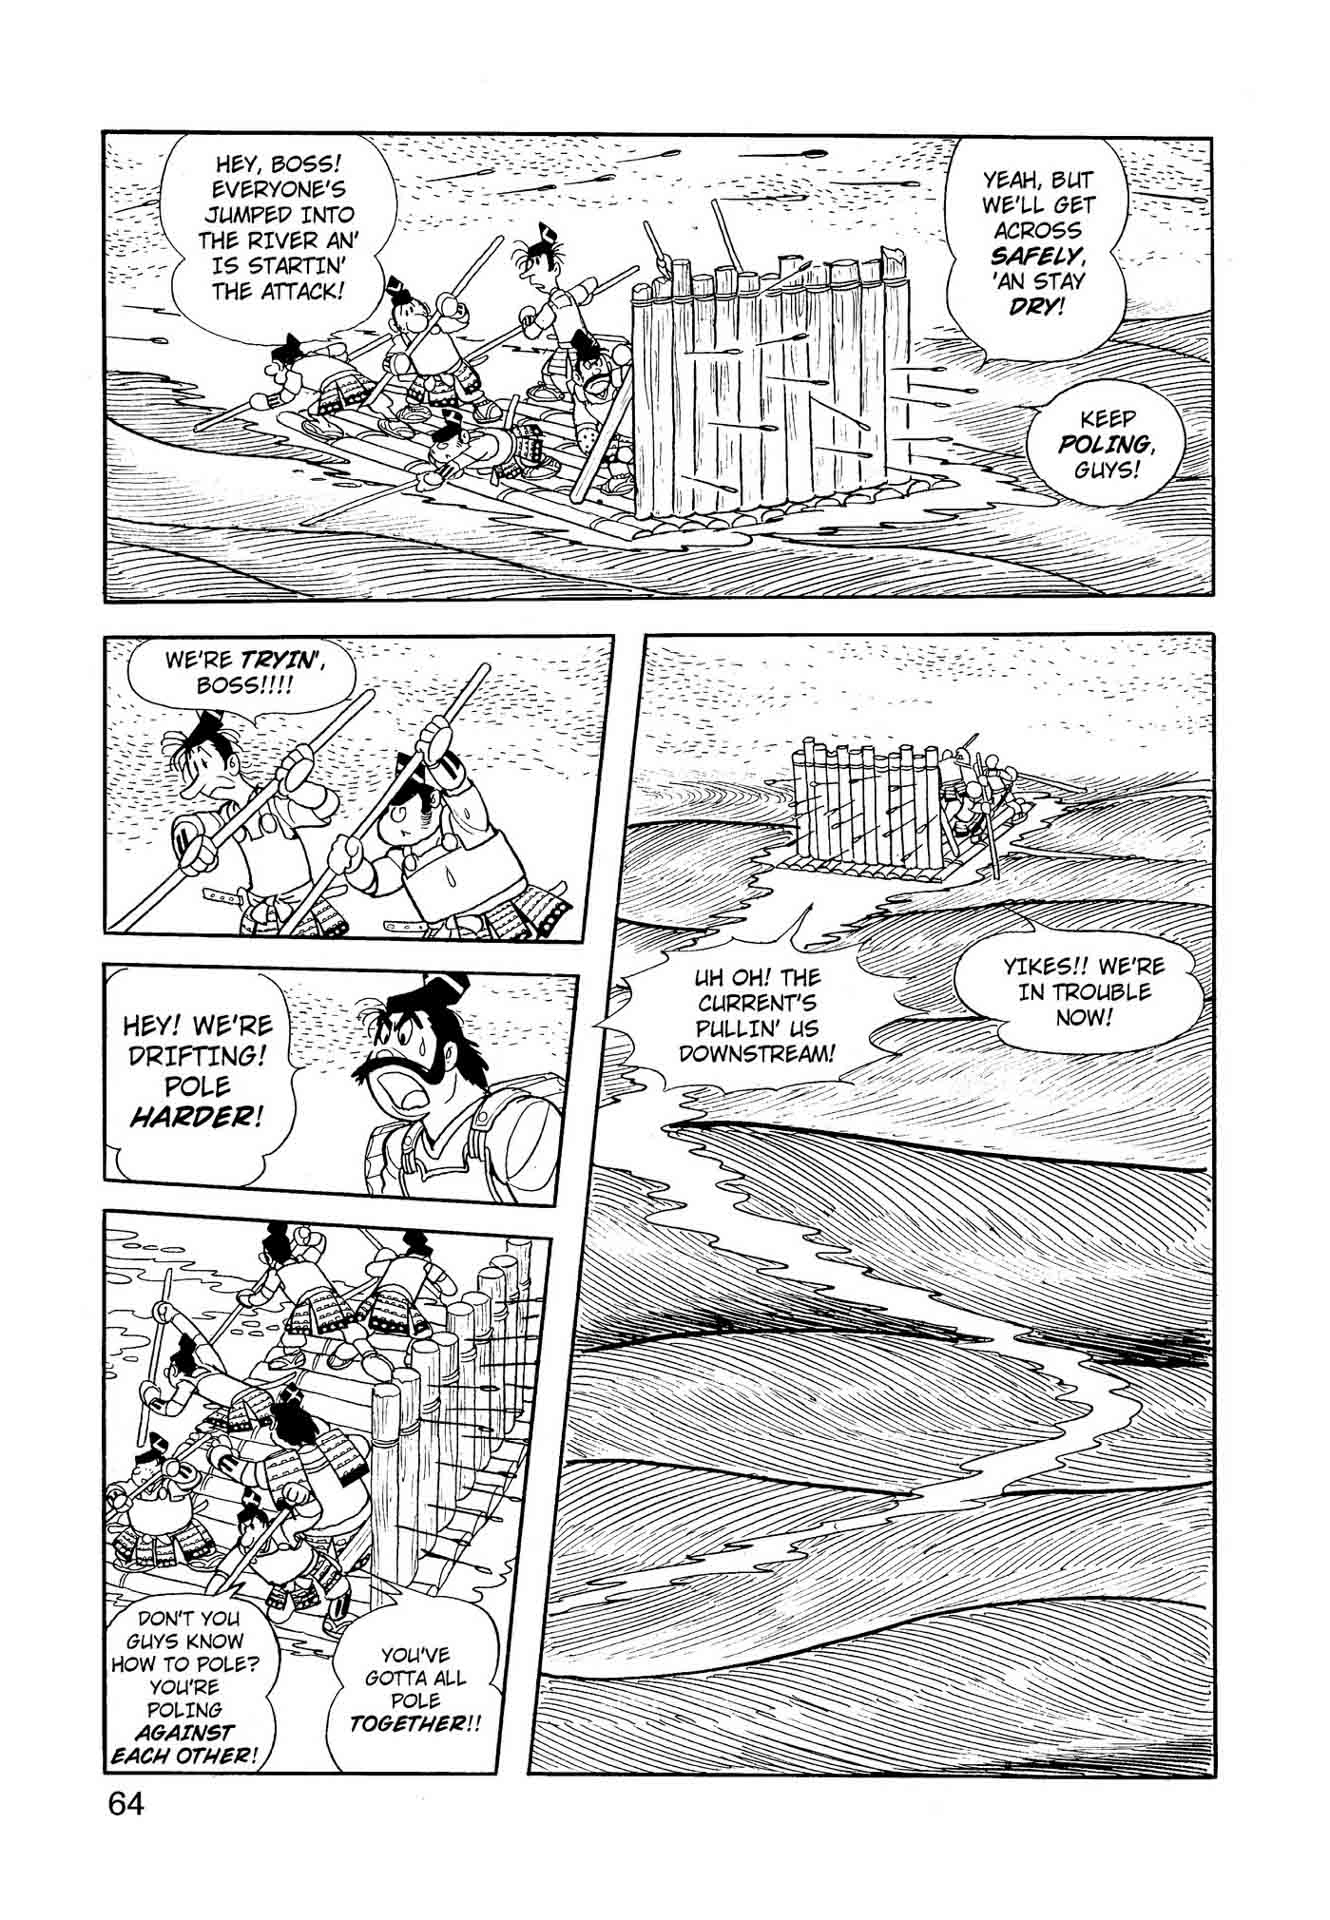 HEY, BOSS!
EVERYONE'S
JUMPED INTO
THE RIVER AN'
IS STARTIN'
THE ATTACK!
YEAH, BUT
WE'LL GET
ACROSS
SAFELY,
'AN STAY
DRY!
KEEP
POLING,
GUYS!
WE'RE TRYIN',
BOSS!!!!
HEY! WE'RE
DRIFTING!
POLE
HARDER!
DON'T YOU
GUYS KNOW
HOW TO POLE?
YOU'RE
POLING
AGAINST
EACH OTHER!
YOU'VE
GOTTA ALL
POLE
TOGETHER!!
UH OH! THE
CURRENT'S
PULLIN' US
DOWNSTREAM!
YIKES!! WE'RE
IN TROUBLE
NOW!
64